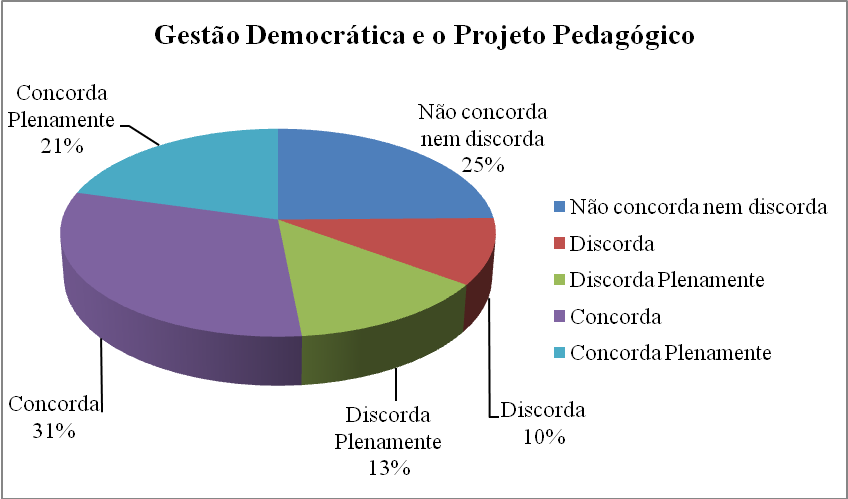 Gestão Democrática e o Projeto Pedagógico
Concorda
Plenamente
21%
Não concorda
nem discorda
25%
Não concorda nem discorda
Discorda
Discorda Plenamente
Concorda
Concorda Plenamente
Concorda
31%
Discorda
Plenamente
13%
Discorda
10%